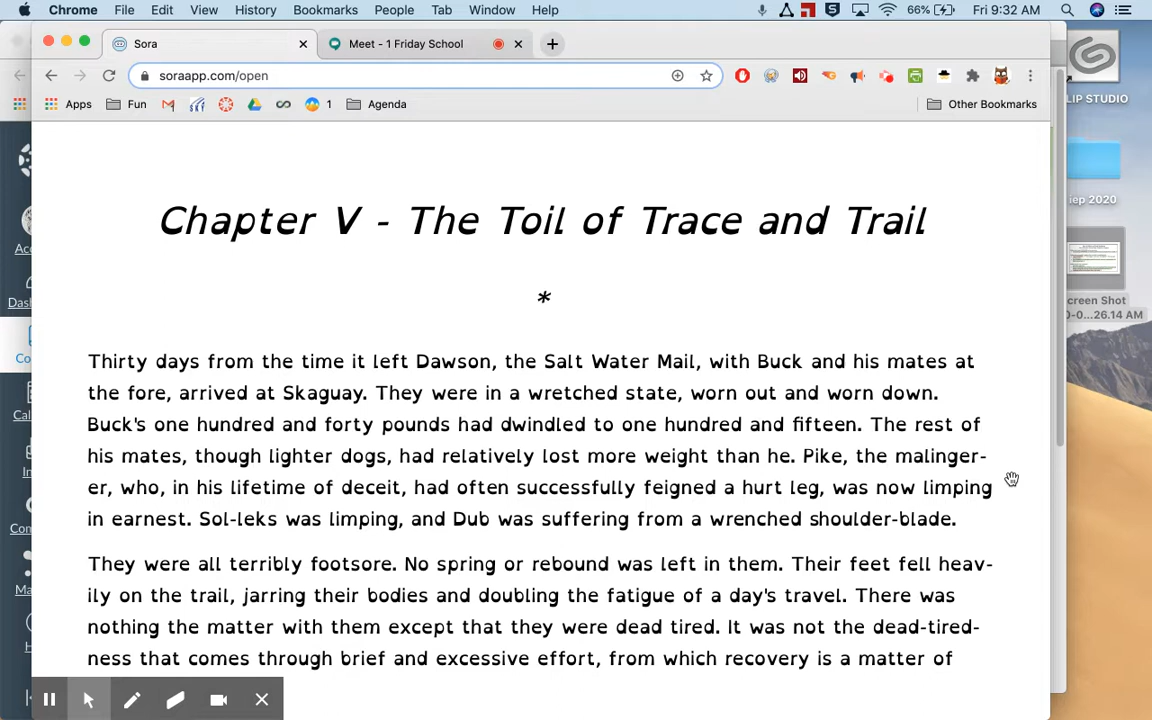 Chrome File Edit View History Bookmarks People Tab Window Help 66% Fri 9:32 AM
Sora Meet - 1 Friday School
soraapp.com/open
Apps Fun 1 Agenda Other Bookmarks
LIP STUDIO
iep 2020
creen Shot
0-0...26.14 AM
Dash
Chapter V - The Toil of Trace and Trail
*
Thirty days from the time it left Dawson, the Salt Water Mail, with Buck and his mates at
the fore, arrived at Skaguay. They were in a wretched state, worn out and worn down.
Buck's one hundred and forty pounds had dwindled to one hundred and fifteen. The rest of
his mates, though lighter dogs, had relatively lost more weight than he. Pike, the malinger-
er, who, in his lifetime of deceit, had often successfully feigned a hurt leg, was now limping
in earnest. Sol-leks was limping, and Dub was suffering from a wrenched shoulder-blade.
They were all terribly footsore. No spring or rebound was left in them. Their feet fell heav-
ily on the trail, jarring their bodies and doubling the fatigue of a day's travel. There was
nothing the matter with them except that they were dead tired. It was not the dead-tired-
ness that comes through brief and excessive effort, from which recovery is a matter of